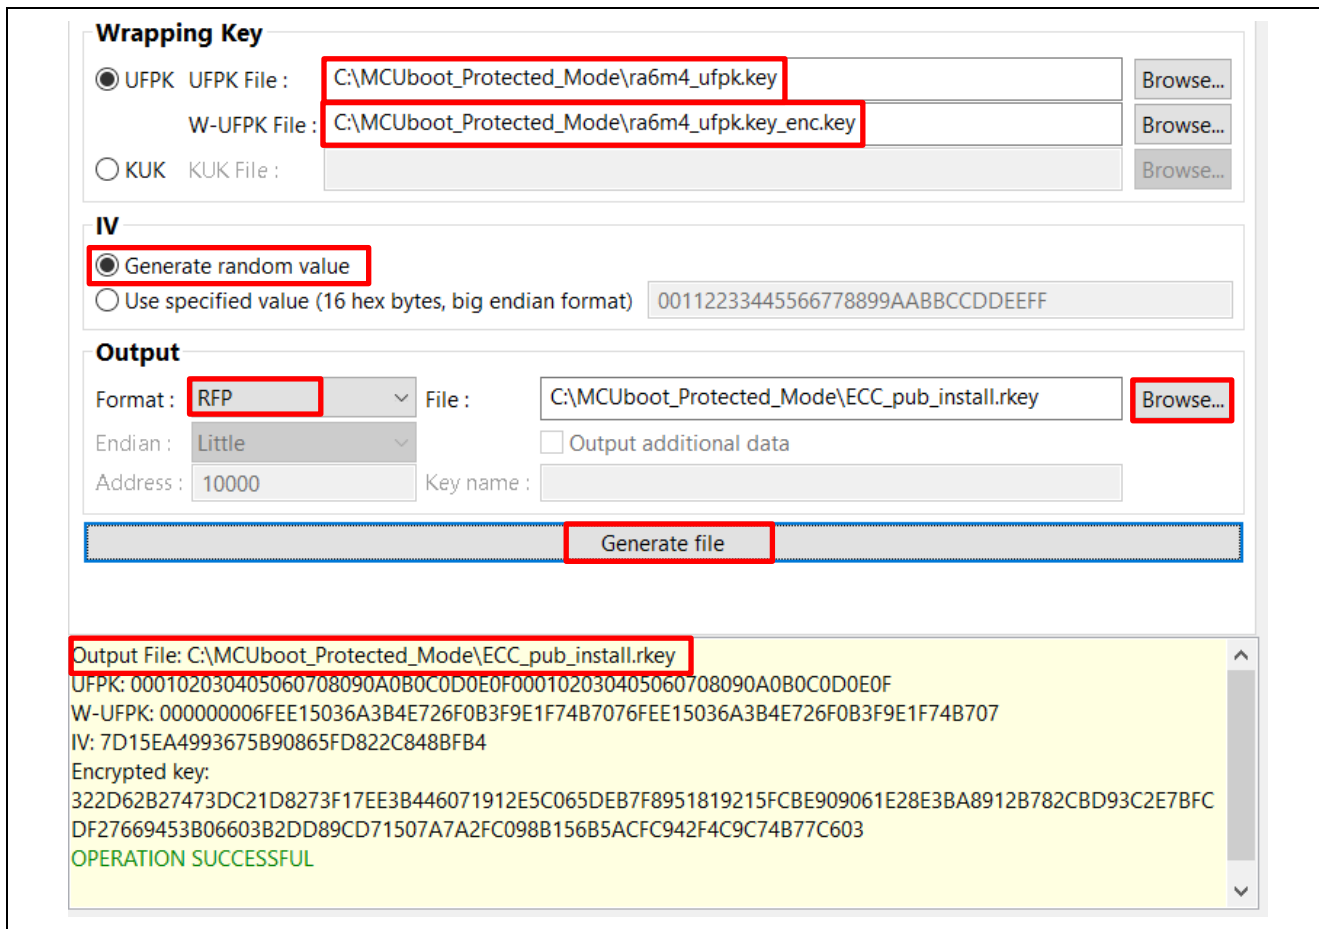 Wrapping Key
UFPK UFPK File : C:\MCUboot_Protected_Mode\ra6m4_ufpk.key Browse...
W-UFPK File : C:\MCUboot_Protected_Mode\ra6m4_ufpk.key_enc.key Browse...
KUK KUK File : Browse...
IV
Generate random value
Use specified value (16 hex bytes, big endian format) 00112233445566778899AABBCCDDEEFF
Output
Format : RFP File : C:\MCUboot_Protected_Mode\ECC_pub_install.rkey Browse...
Endian : Little Output additional data
Address : 10000 Key name :
Generate file
Output File: C:\MCUboot_Protected_Mode\ECC_pub_install.rkey
UFPK: 000102030405060708090A0B0C0D0E0F000102030405060708090A0B0C0D0E0F
W-UFPK: 000000006FEE15036A3B4E726F0B3F9E1F74B7076FEE15036A3B4E726F0B3F9E1F74B707
IV: 7D15EA4993675B90865FD822C848BFB4
Encrypted key:
322D62B27473DC21D8273F17EE3B446071912E5C065DEB7F8951819215FCBE909061E28E3BA8912B782CBD93C2E7BFC
DF27669453B06603B2DD89CD71507A7A2FC098B156B5ACFC942F4C9C74B77C603
OPERATION SUCCESSFUL